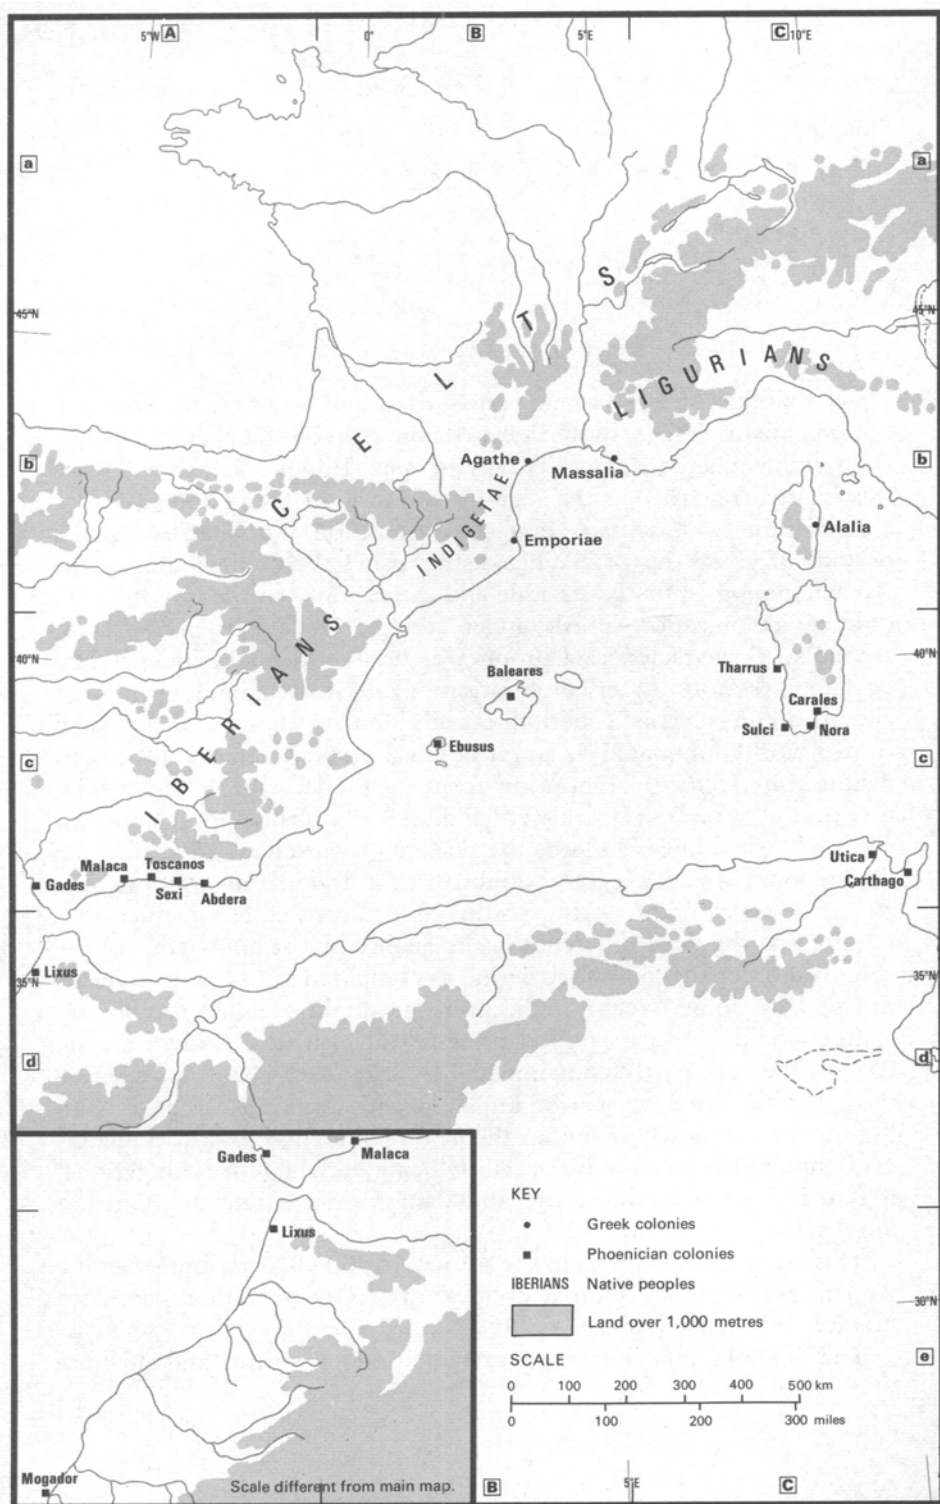 5°W A 0° B 5°E C 10°E
a a
45°N 45°N
CELTS
LIGURIANS
b b
Agathe
Massalia
INDIGETAE
Emporiae
Alalia
40°N
IBERIANS
Baleares
Tharrus
Carales
Sulci Nora
Ebusus
c c
Malaca Toscanos
Gades Sexi Abdera
Utica
Carthago
Lixus
35°N 35°N
d d
Gades Malaca
Lixus
Mogador
Scale different from main map.
KEY
Greek colonies
Phoenician colonies
IBERIANS Native peoples
Land over 1,000 metres
30°N
SCALE
e
0 100 200 300 400 500 km
0 100 200 300 miles
B 5°E C
40°N